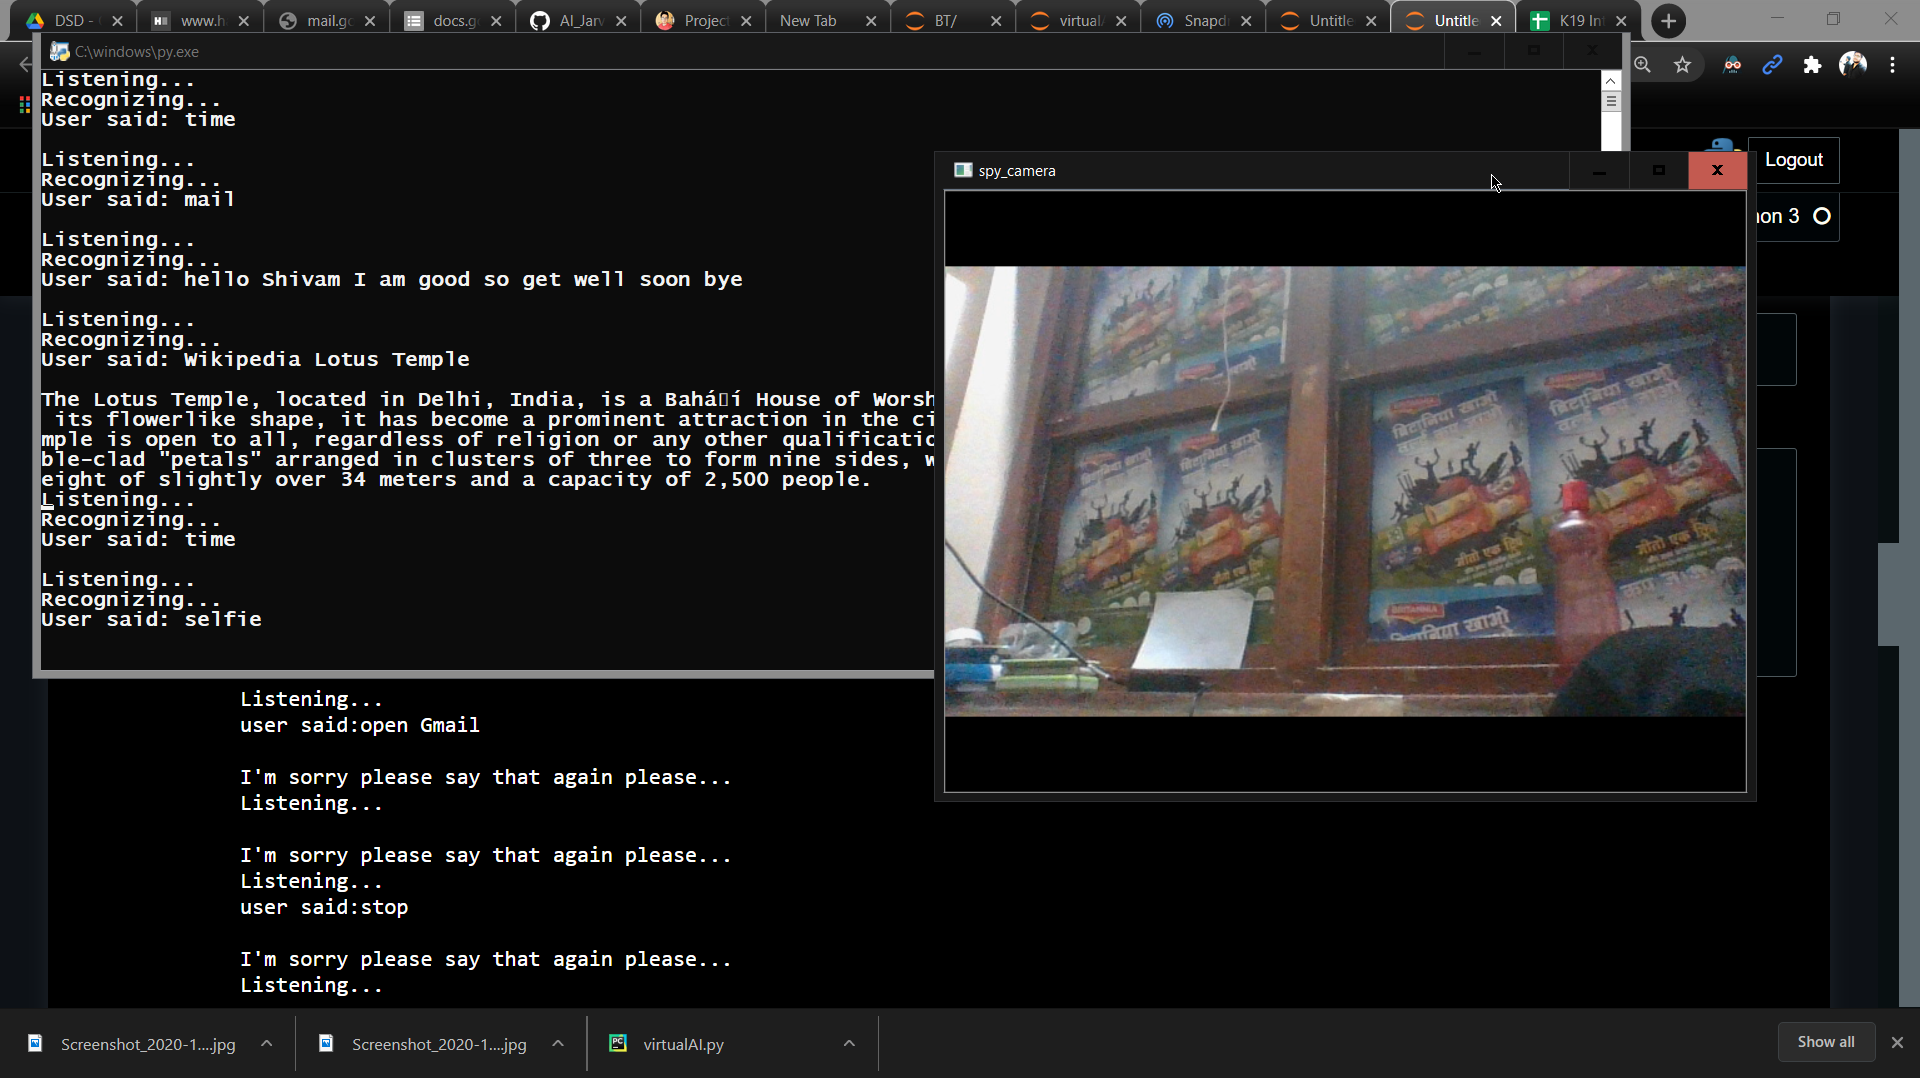 DSD -
www.h
mail.go
docs.g
AI_Jarv
Project
New Tab
BT/
virtual
Snapdr
Untitle
Untitle
K19 Int
C:\windows\py.exe
Listening...
Recognizing...
User said: time
Listening...
Recognizing...
User said: mail
Listening...
Recognizing...
User said: hello Shivam I am good so get well soon bye
Listening...
Recognizing...
User said: Wikipedia Lotus Temple
The Lotus Temple, located in Delhi, India, is a Bahá▯í House of Worsh
its flowerlike shape, it has become a prominent attraction in the ci
mple is open to all, regardless of religion or any other qualificatio
ble-clad "petals" arranged in clusters of three to form nine sides, w
eight of slightly over 34 meters and a capacity of 2,500 people.
Listening...
Recognizing...
User said: time
Listening...
Recognizing...
User said: selfie
spy_camera
Logout
hon 3
ब्रिटानिया खाओ
ब्रिटानिया खाओ
BRITANNIA
ब्रिटानिया खाओ
Listening...
user said:open Gmail
I'm sorry please say that again please...
Listening...
I'm sorry please say that again please...
Listening...
user said:stop
I'm sorry please say that again please...
Listening...
Screenshot_2020-1....jpg
Screenshot_2020-1....jpg
virtualAI.py
Show all